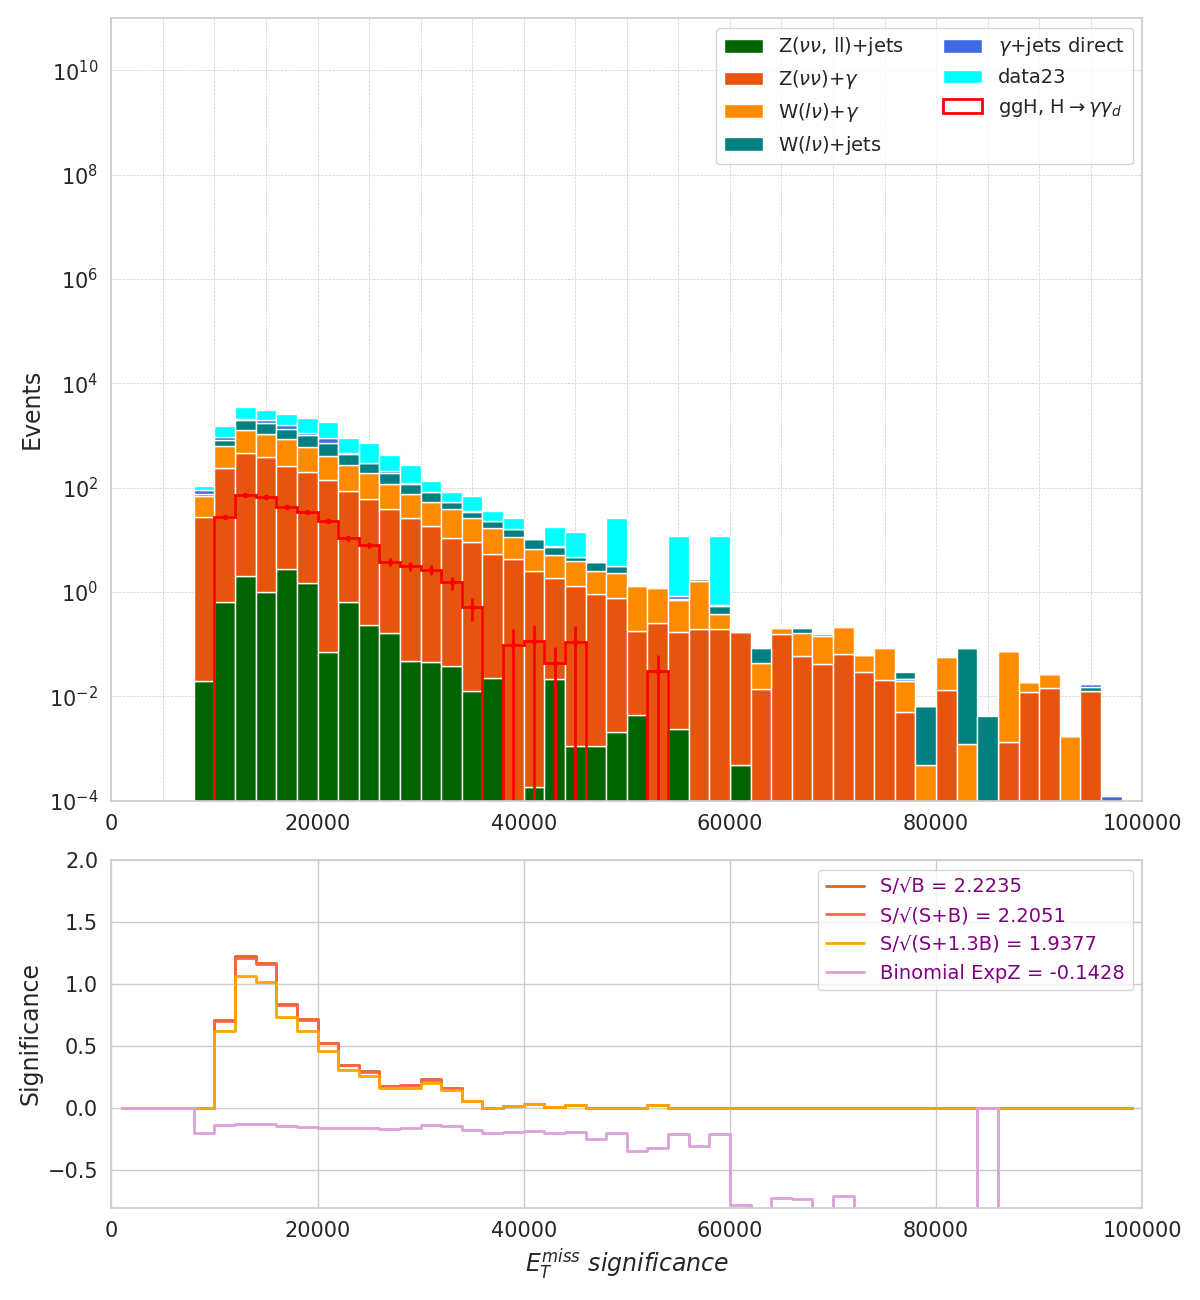 Z(νν, ll)+jets
Z(νν)+γ
W(lν)+γ
W(lν)+jets
γ+jets direct
data23
ggH, H→γγ_d
Events
10^10
10^8
10^6
10^4
10^2
10^0
10^−2
10^−4
0 20000 40000 60000 80000 100000
S/√B = 2.2235
S/√(S+B) = 2.2051
S/√(S+1.3B) = 1.9377
Binomial ExpZ = -0.1428
Significance
2.0
1.5
1.0
0.5
0.0
−0.5
0 20000 40000 60000 80000 100000
E_T^miss significance